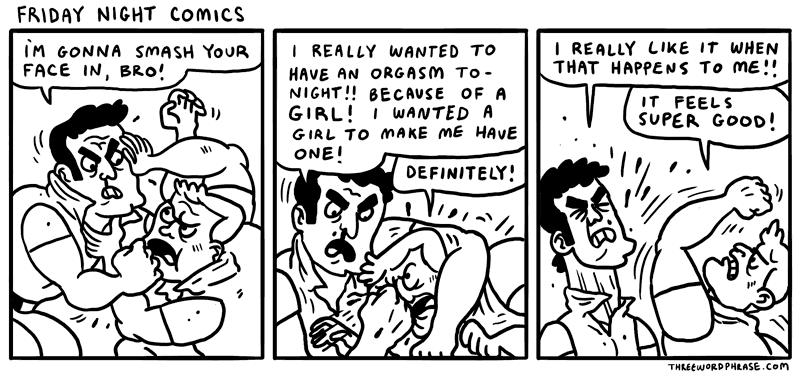 FRIDAY NIGHT COMICS
I'M GONNA SMASH YOUR
FACE IN, BRO!
I REALLY WANTED TO
HAVE AN ORGASM TO-
NIGHT!! BECAUSE OF A
GIRL! I WANTED A
GIRL TO MAKE ME HAVE
ONE!
DEFINITELY!
I REALLY LIKE IT WHEN
THAT HAPPENS TO ME!!
IT FEELS
SUPER GOOD!
THREEWORDPHRASE.COM